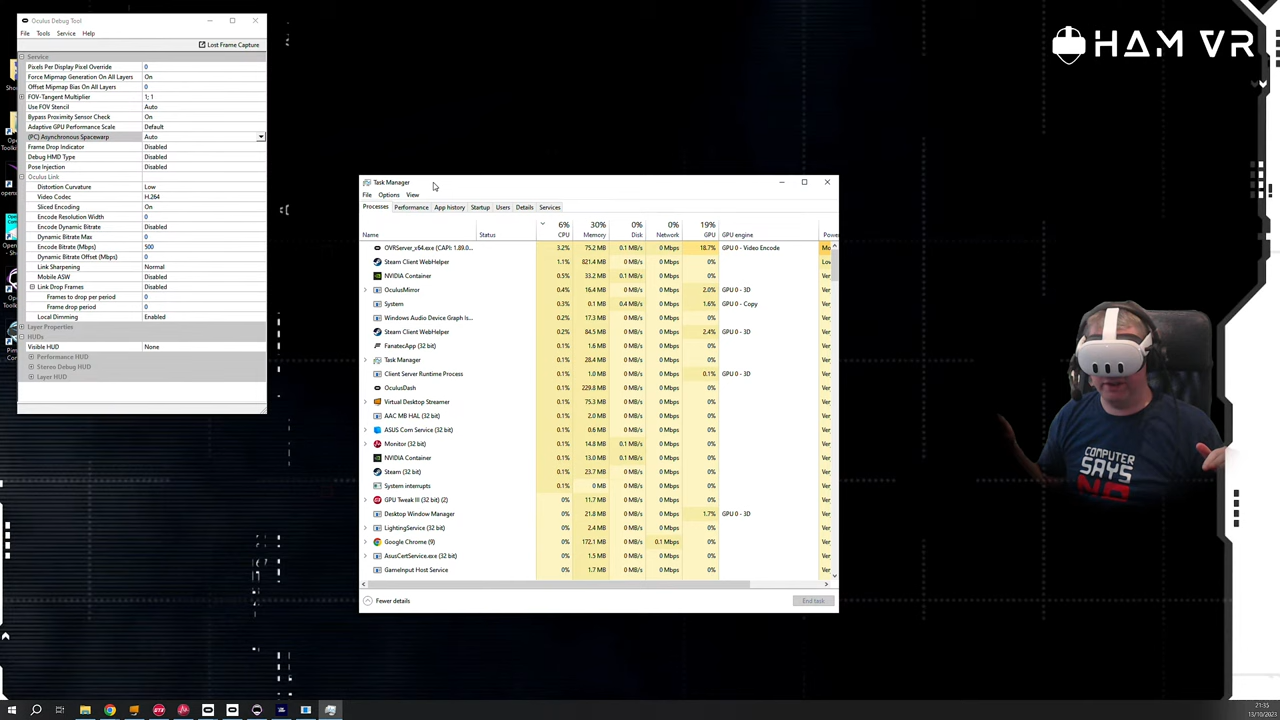 Oculus Debug Tool
File Tools Service Help
Lost Frame Capture
Service
Pixels Per Display Pixel Override 0
Force Mipmap Generation On All Layers On
Offset Mipmap Bias On All Layers 0
FOV-Tangent Multiplier 1; 1
Use FOV Stencil Auto
Bypass Proximity Sensor Check On
Adaptive GPU Performance Scale Default
(PC) Asynchronous Spacewarp Auto
Frame Drop Indicator Disabled
Debug HMD Type Disabled
Pose Injection Disabled
Oculus Link
Distortion Curvature Low
Video Codec H.264
Sliced Encoding On
Encode Resolution Width 0
Encode Dynamic Bitrate Disabled
Dynamic Bitrate Max 0
Encode Bitrate (Mbps) 500
Dynamic Bitrate Offset (Mbps) 0
Link Sharpening Normal
Mobile ASW Disabled
Link Drop Frames Disabled
Frames to drop per period 0
Frame drop period 0
Local Dimming Enabled
Layer Properties
HUDs
Visible HUD None
Performance HUD
Stereo Debug HUD
Layer HUD
HAM VR
Task Manager
File Options View
Processes Performance App history Startup Users Details Services
6% 30% 0% 0% 19%
Name Status CPU Memory Disk Network GPU GPU engine
OVRServer_x64.exe (CAPI: 1.89.0... 3.2% 75.2 MB 0.1 MB/s 0 Mbps 18.7% GPU 0 - Video Encode
Steam Client WebHelper 1.1% 821.4 MB 0 MB/s 0 Mbps 0%
NVIDIA Container 0.5% 33.2 MB 0.1 MB/s 0 Mbps 0%
OculusMirror 0.4% 16.4 MB 0 MB/s 0 Mbps 2.0% GPU 0 - 3D
System 0.3% 0.1 MB 0.4 MB/s 0 Mbps 1.6% GPU 0 - Copy
Windows Audio Device Graph Is... 0.2% 17.3 MB 0 MB/s 0 Mbps 0%
Steam Client WebHelper 0.2% 84.5 MB 0 MB/s 0 Mbps 2.4% GPU 0 - 3D
FanatecApp (32 bit) 0.1% 2.0 MB 0 MB/s 0 Mbps 0%
Task Manager 0.1% 28.4 MB 0 MB/s 0 Mbps 0%
Client Server Runtime Process 0.1% 1.0 MB 0 MB/s 0 Mbps 0.1% GPU 0 - 3D
OculusDash 0.1% 229.8 MB 0 MB/s 0 Mbps 0%
Virtual Desktop Streamer 0.1% 75.3 MB 0 MB/s 0 Mbps 0%
AAC MB HAL (32 bit) 0.1% 2.0 MB 0 MB/s 0 Mbps 0%
ASUS Com Service (32 bit) 0.1% 0.6 MB 0 MB/s 0 Mbps 0%
Monitor (32 bit) 0.1% 14.8 MB 0.1 MB/s 0 Mbps 0%
NVIDIA Container 0.1% 13.0 MB 0 MB/s 0 Mbps 0%
Steam (32 bit) 0.1% 23.7 MB 0 MB/s 0 Mbps 0%
System interrupts 0.1% 0 MB 0 MB/s 0 Mbps 0%
GPU Tweak III (32 bit) (2) 0% 11.7 MB 0 MB/s 0 Mbps 0%
Desktop Window Manager 0% 21.8 MB 0 MB/s 0 Mbps 1.7% GPU 0 - 3D
LightingService (32 bit) 0% 2.4 MB 0 MB/s 0 Mbps 0%
Google Chrome (9) 0% 172.1 MB 0 MB/s 0.1 Mbps 0%
AsusCertService.exe (32 bit) 0% 1.5 MB 0 MB/s 0 Mbps 0%
GameInput Host Service 0% 1.7 MB 0 MB/s 0 Mbps 0%
Fewer details
End task
COMPUTER
SAYS
NO
21:35
13/10/2023